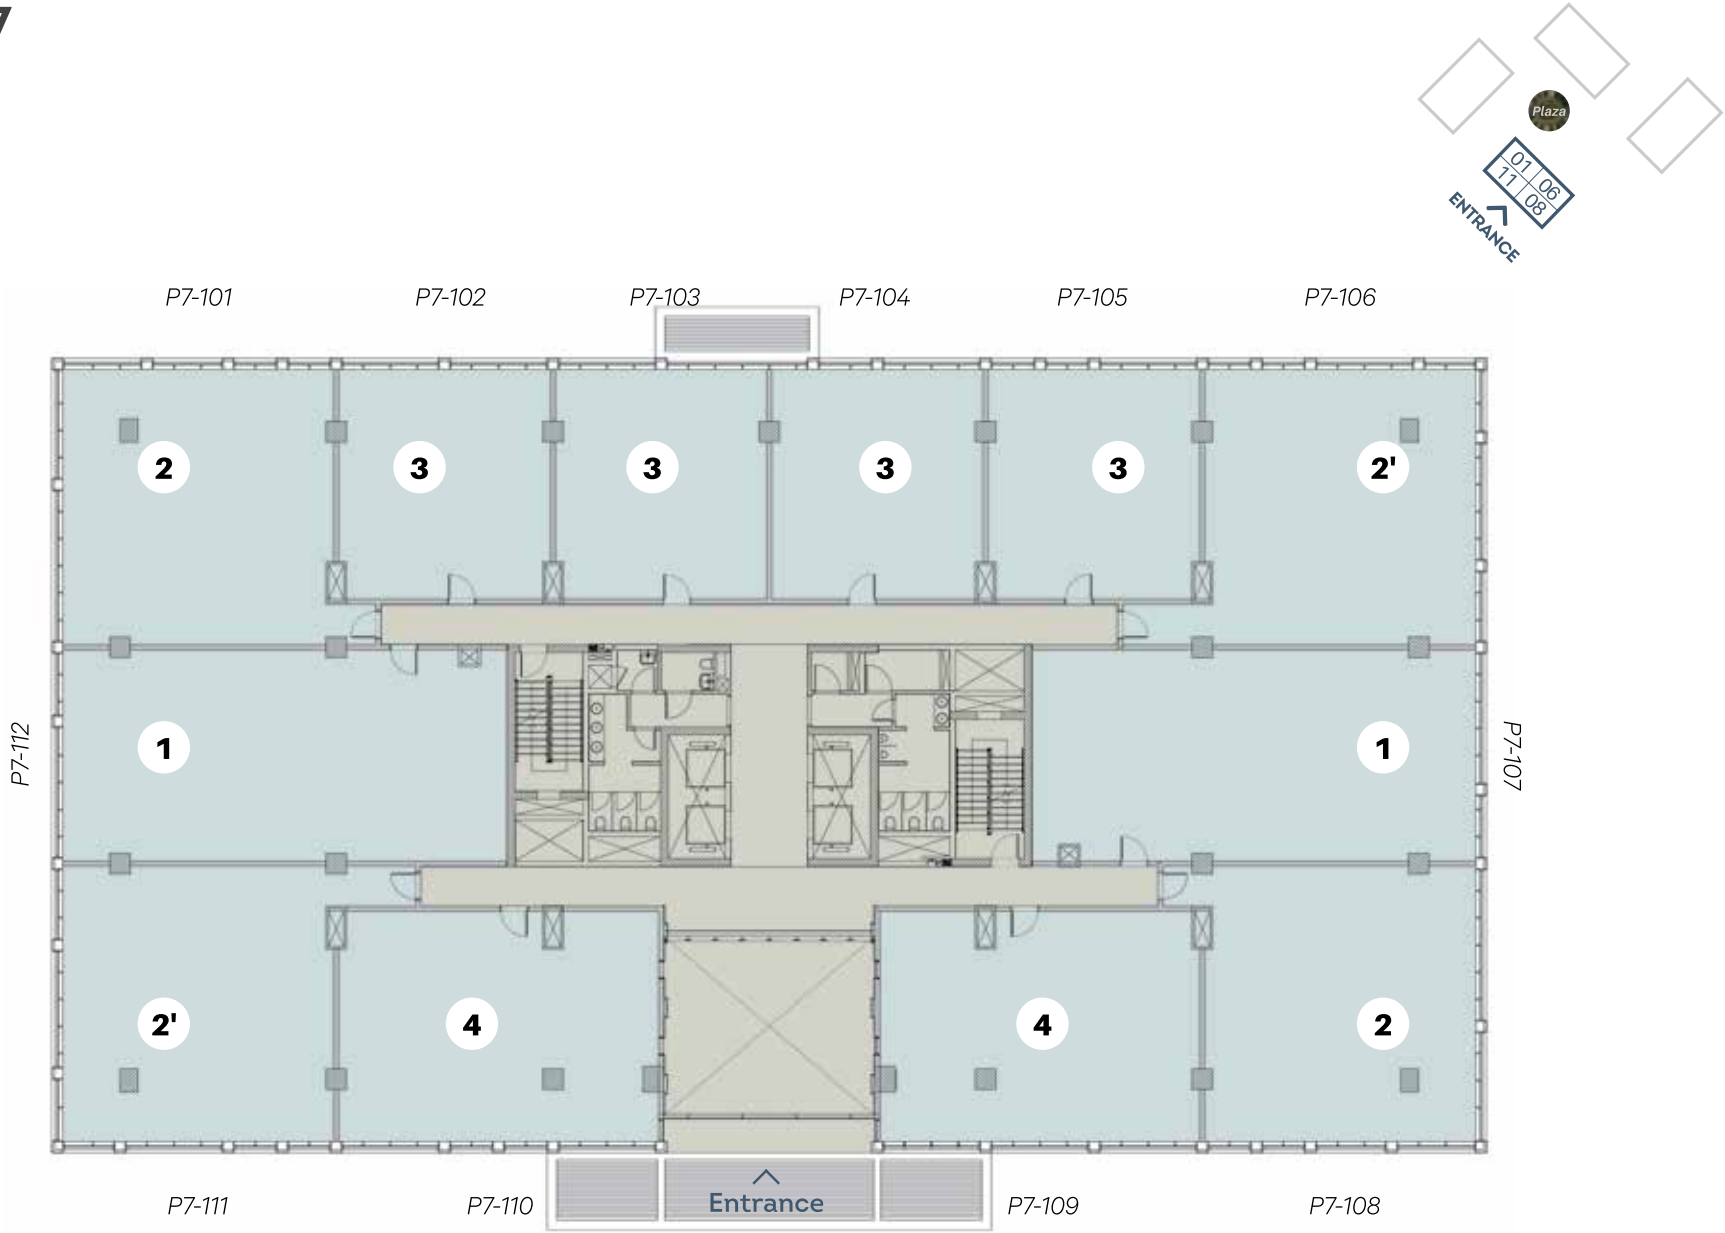 7
Plaza
01 06
11 08
ENTRANCE
P7-101 P7-102 P7-103 P7-104 P7-105 P7-106
2 3 3 3 3 2'
P7-112 1 1 P7-107
2' 4 4 2
Entrance
P7-111 P7-110 P7-109 P7-108